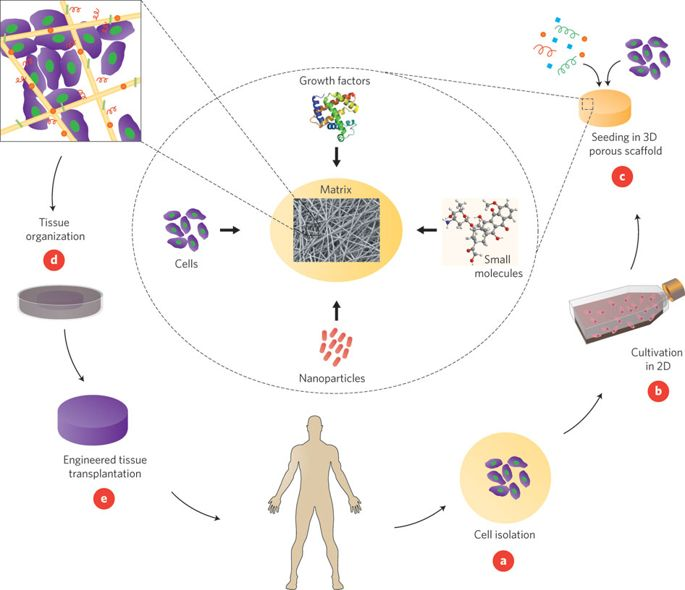 Growth factors
Matrix
Cells
Small
molecules
Nanoparticles
Seeding in 3D
porous scaffold
c
Tissue
organization
d
Cultivation
in 2D
b
Engineered tissue
transplantation
e
Cell isolation
a